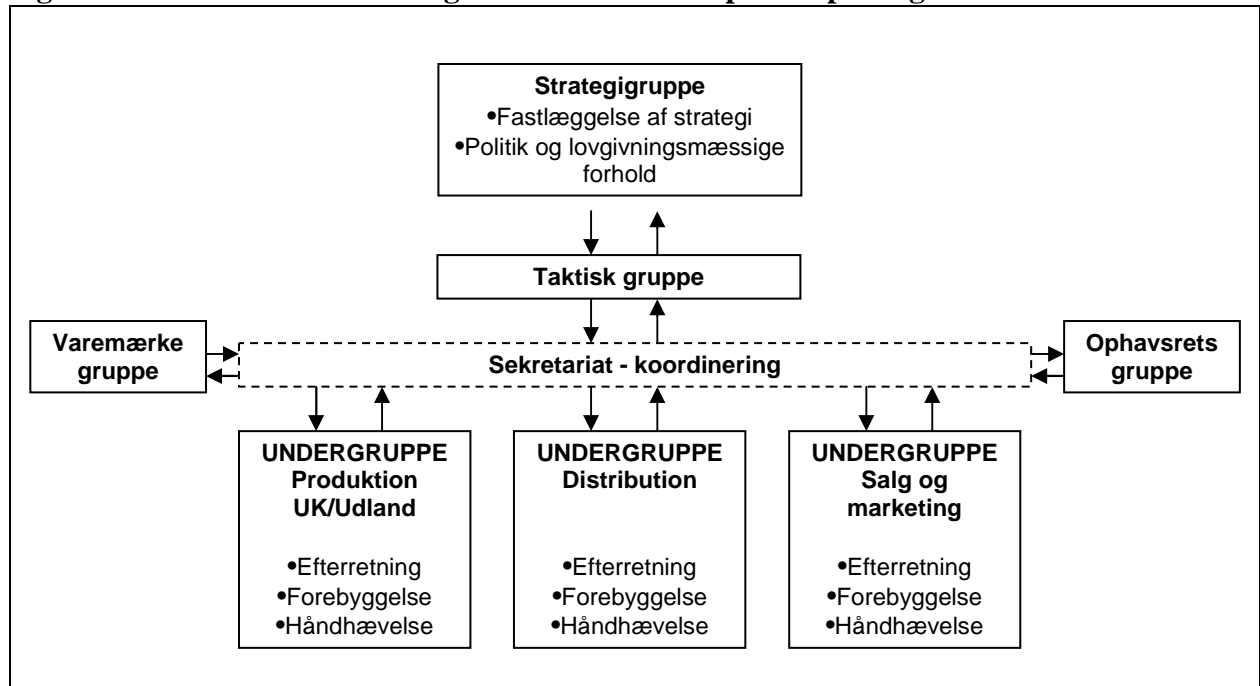 Strategigruppe
•Fastlæggelse af strategi
•Politik og lovgivningsmæssige
forhold
Taktisk gruppe
Varemærke
gruppe
Sekretariat - koordinering
Ophavsrets
gruppe
UNDERGRUPPE
Produktion
UK/Udland
•Efterretning
•Forebyggelse
•Håndhævelse
UNDERGRUPPE
Distribution
•Efterretning
•Forebyggelse
•Håndhævelse
UNDERGRUPPE
Salg og
marketing
•Efterretning
•Forebyggelse
•Håndhævelse